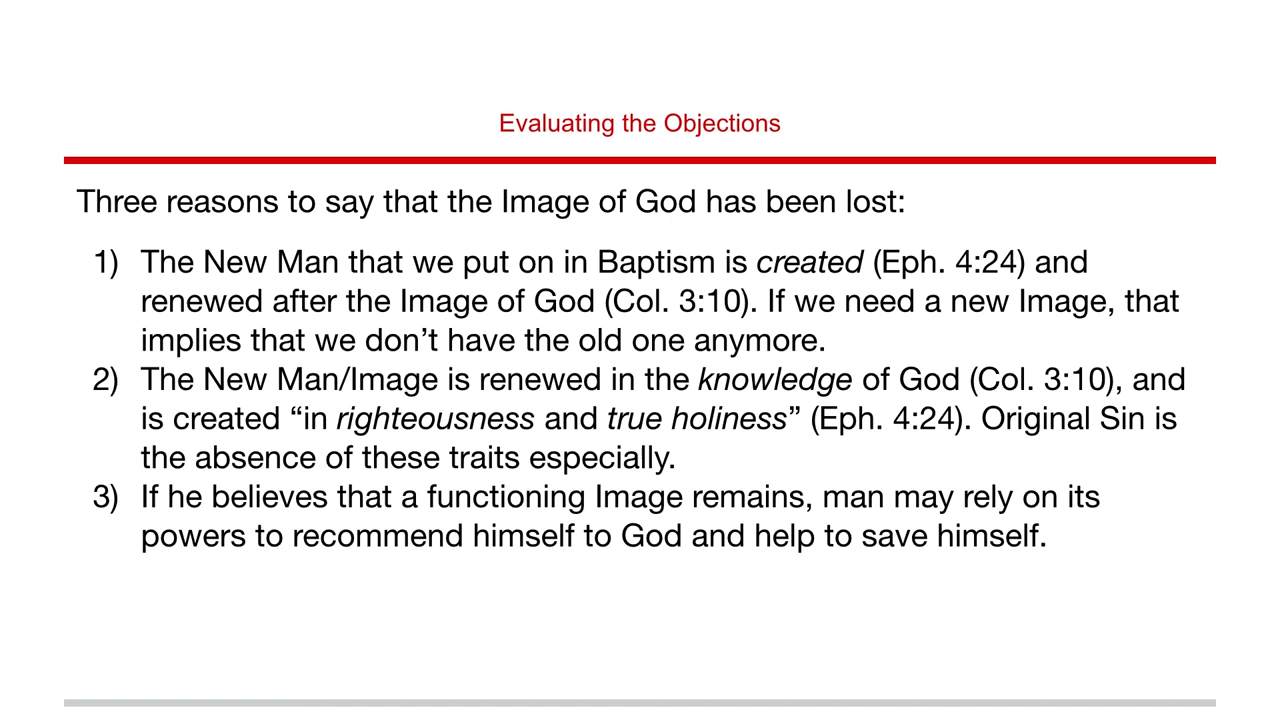 Evaluating the Objections
Three reasons to say that the Image of God has been lost:
1) The New Man that we put on in Baptism is created (Eph. 4:24) and
renewed after the Image of God (Col. 3:10). If we need a new Image, that
implies that we don’t have the old one anymore.
2) The New Man/Image is renewed in the knowledge of God (Col. 3:10), and
is created “in righteousness and true holiness” (Eph. 4:24). Original Sin is
the absence of these traits especially.
3) If he believes that a functioning Image remains, man may rely on its
powers to recommend himself to God and help to save himself.